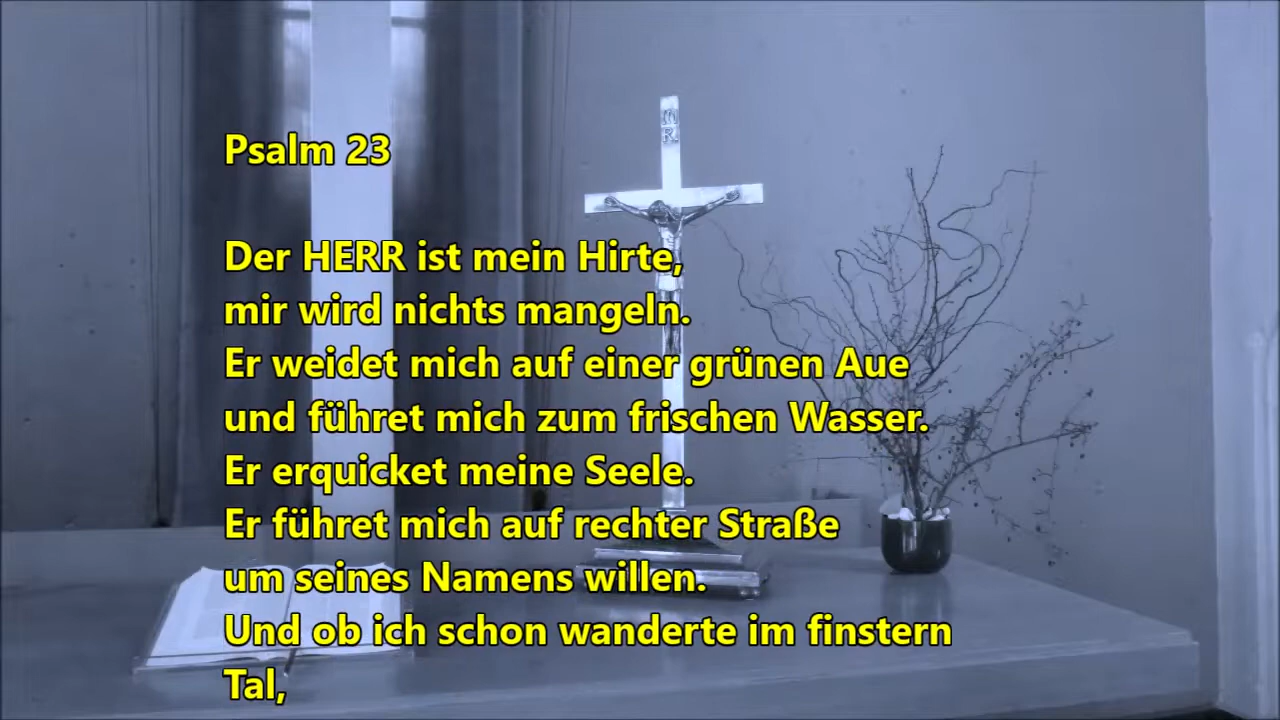 IN
RI
Psalm 23
Der HERR ist mein Hirte,
mir wird nichts mangeln.
Er weidet mich auf einer grünen Aue
und führet mich zum frischen Wasser.
Er erquicket meine Seele.
Er führet mich auf rechter Straße
um seines Namens willen.
Und ob ich schon wanderte im finstern
Tal,